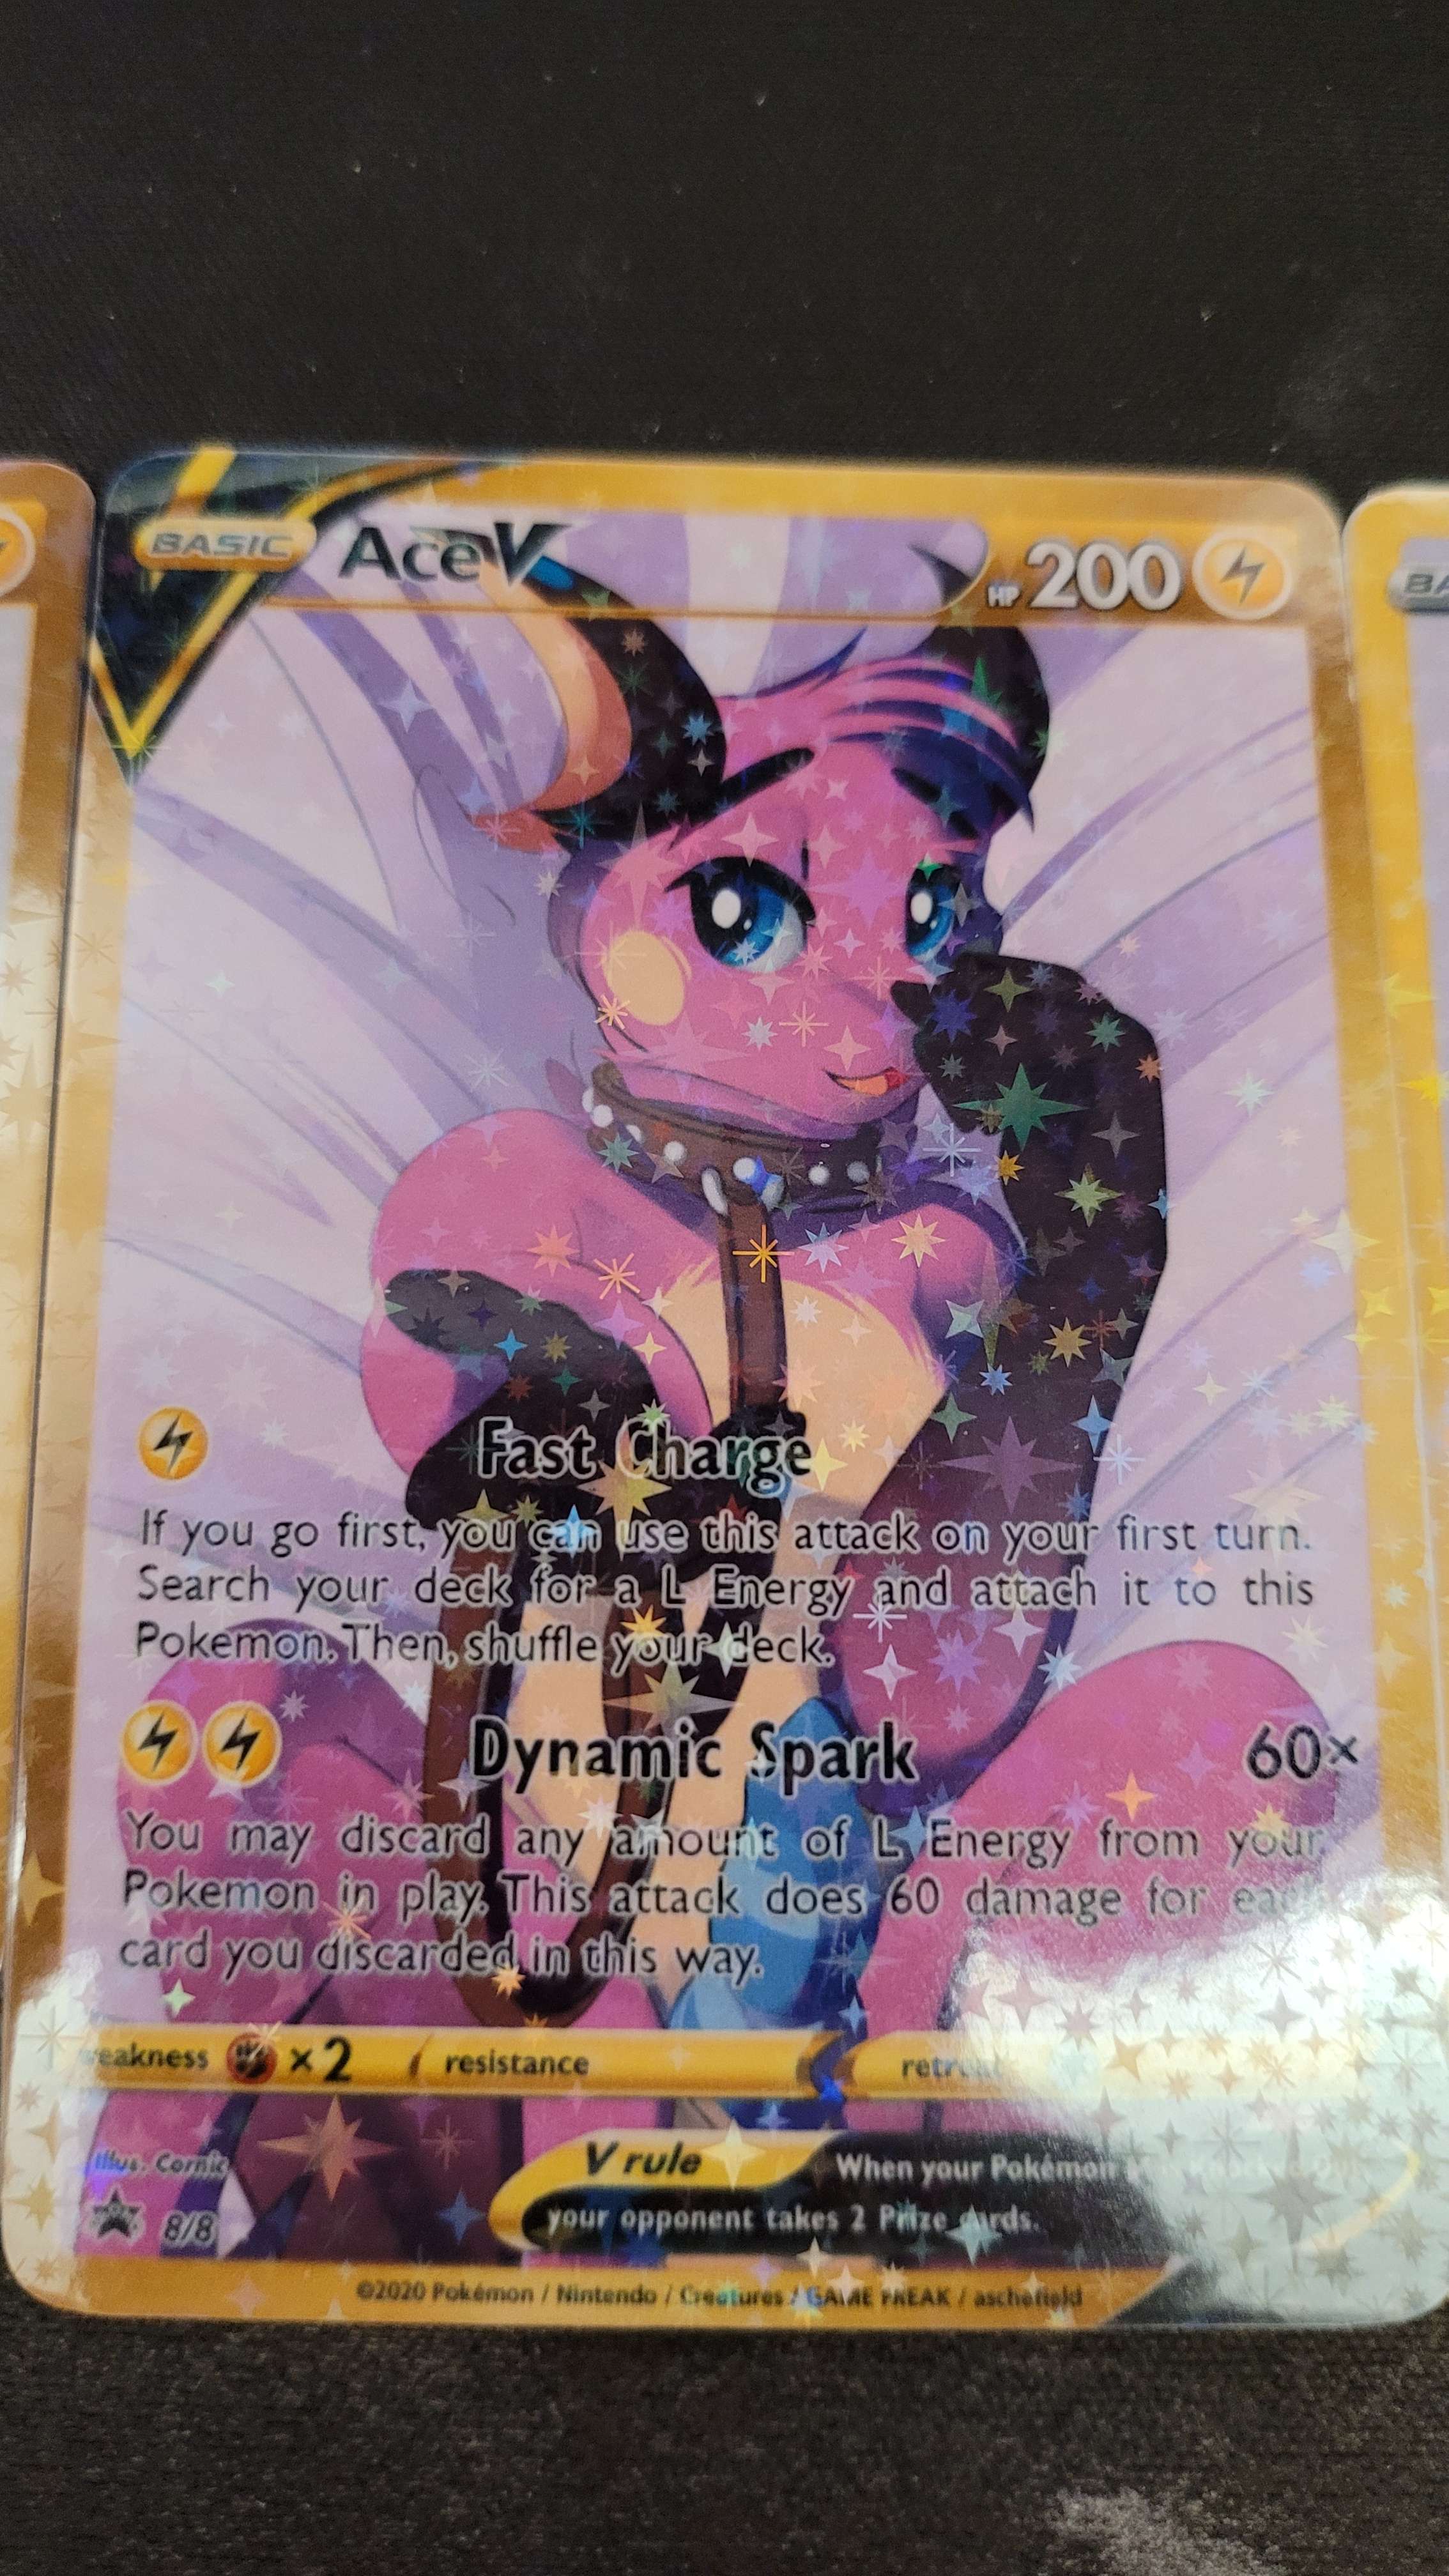 BASIC Ace V HP 200
BA
Fast Charge
If you go first, you can use this attack on your first turn.
Search your deck for a L Energy and attach it to this
Pokemon. Then, shuffle your deck.
Dynamic Spark 60×
You may discard any amount of L Energy from your
Pokemon in play. This attack does 60 damage for each
card you discarded in this way.
weakness ×2 resistance retreat
Illus. Cornic
V rule When your Pokémon
8/8 your opponent takes 2 Prize cards.
©2020 Pokémon / Nintendo / Creatures / GAME FREAK /